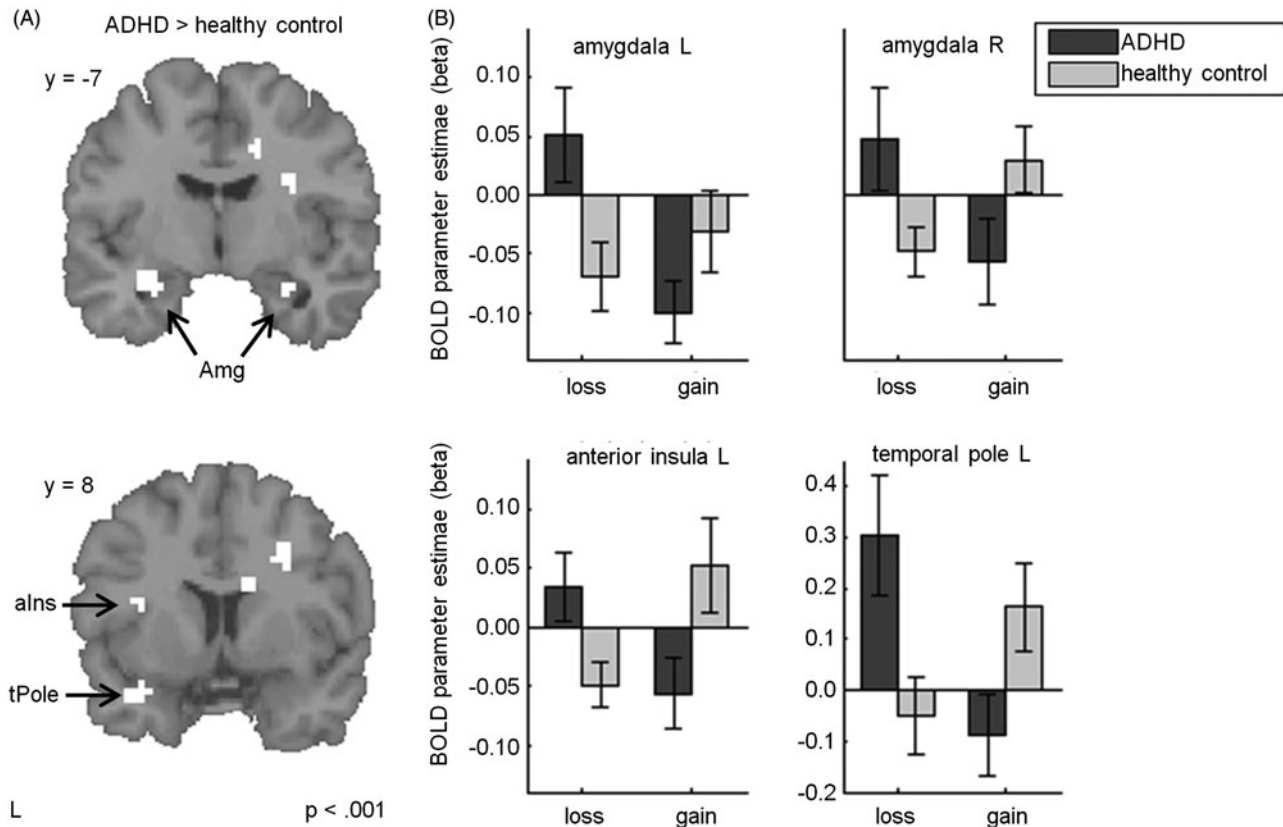 (A)
ADHD > healthy control
y = -7
Amg
y = 8
aIns
tPole
L
p < .001
(B)
ADHD
healthy control
amygdala L
BOLD parameter estimae (beta)
0.10
0.05
0.00
-0.05
-0.10
loss gain
amygdala R
loss gain
anterior insula L
BOLD parameter estimae (beta)
0.10
0.05
0.00
-0.05
-0.10
loss gain
temporal pole L
0.4
0.3
0.2
0.1
0.0
-0.1
-0.2
loss gain